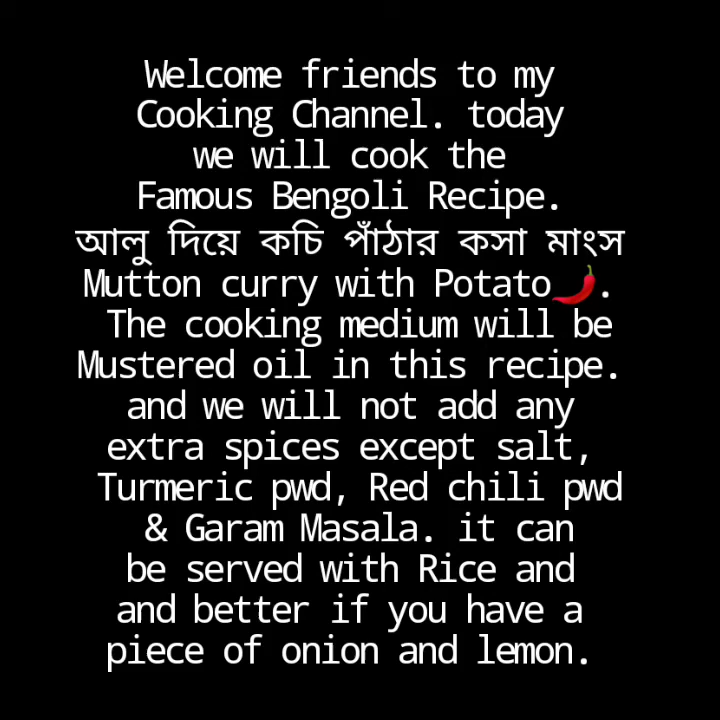 Welcome friends to my
Cooking Channel. today
we will cook the
Famous Bengoli Recipe.
আলু দিয়ে কচি পাঁঠার কসা মাংস
Mutton curry with Potato🌶️.
The cooking medium will be
Mustered oil in this recipe.
and we will not add any
extra spices except salt,
Turmeric pwd, Red chili pwd
& Garam Masala. it can
be served with Rice and
and better if you have a
piece of onion and lemon.